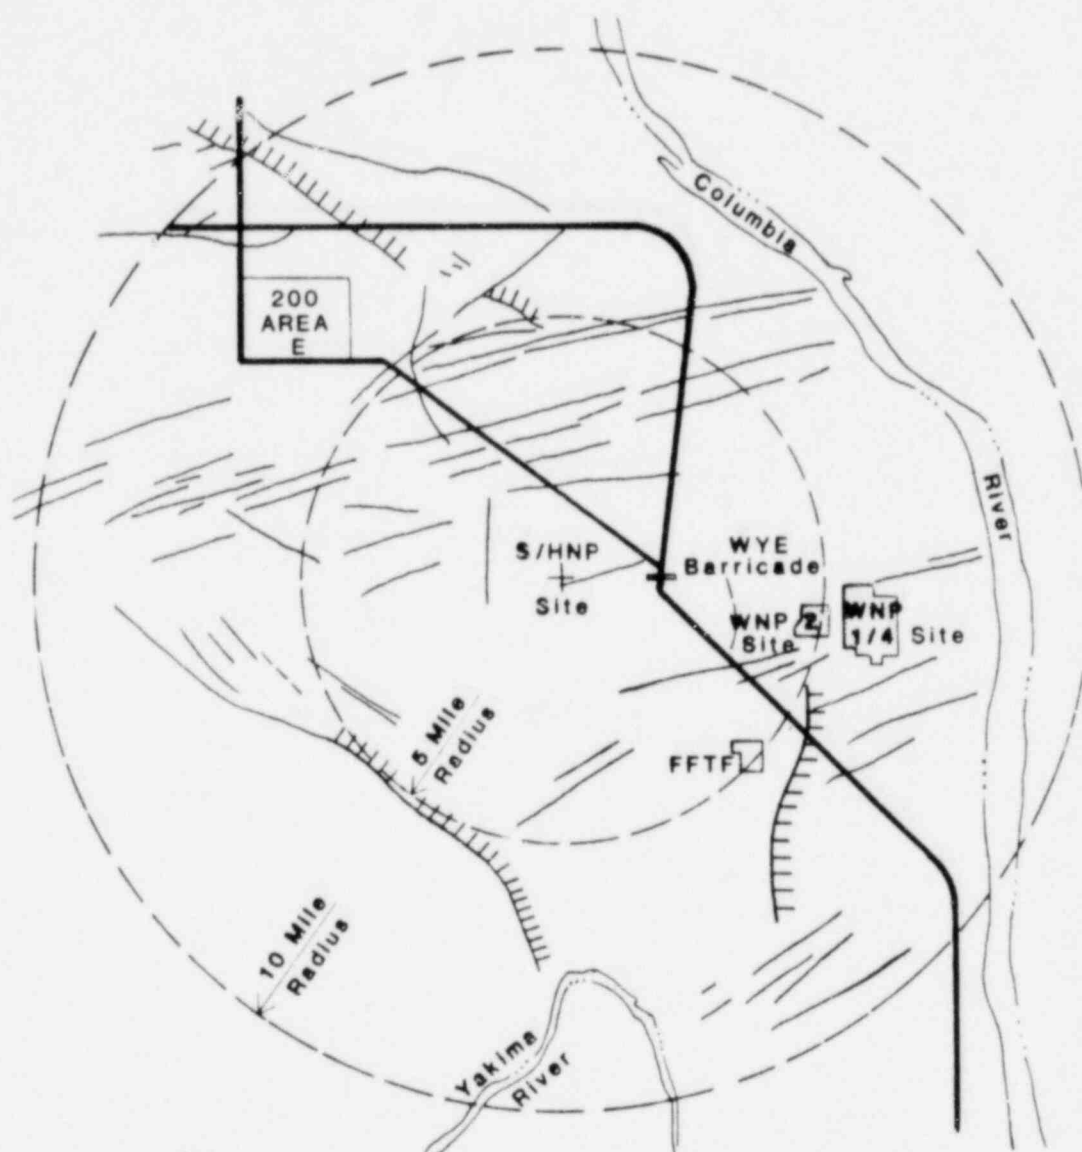 Columbia
River
200
AREA
E
S/HNP
Site
WYE
Barricade
WNP 2
Site
WNP
1/4 Site
5 Mile
Radius
FFTF
10 Mile
Radius
Yakima
River